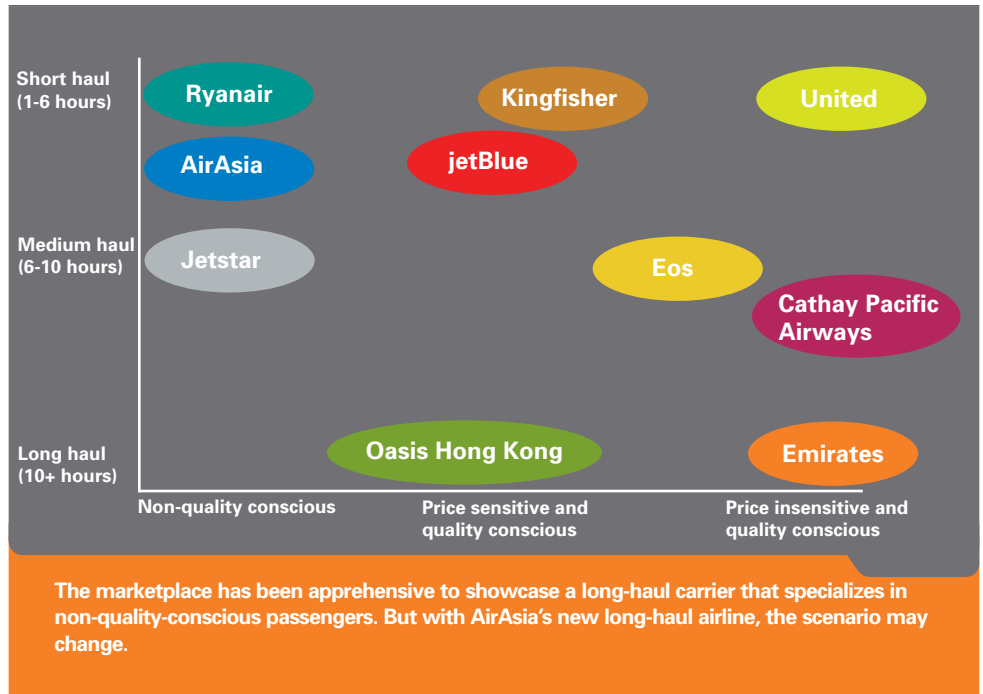 Short haul
(1-6 hours)
Ryanair
Kingfisher
United
AirAsia
jetBlue
Medium haul
(6-10 hours)
Jetstar
Eos
Cathay Pacific
Airways
Long haul
(10+ hours)
Oasis Hong Kong
Emirates
Non-quality conscious
Price sensitive and
quality conscious
Price insensitive and
quality conscious
The marketplace has been apprehensive to showcase a long-haul carrier that specializes in
non-quality-conscious passengers. But with AirAsia’s new long-haul airline, the scenario may
change.